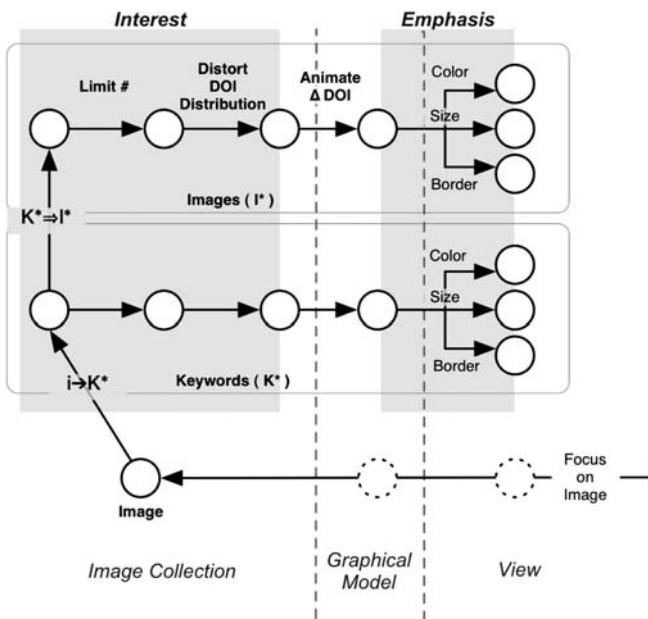 Interest
Emphasis
Limit #
Distort
DOI
Distribution
Animate
Δ DOI
Color
Size
Border
Images ( I* )
K*⇒I*
Color
Size
Border
Keywords ( K* )
i→K*
Image
Focus
on
Image
Image Collection
Graphical
Model
View